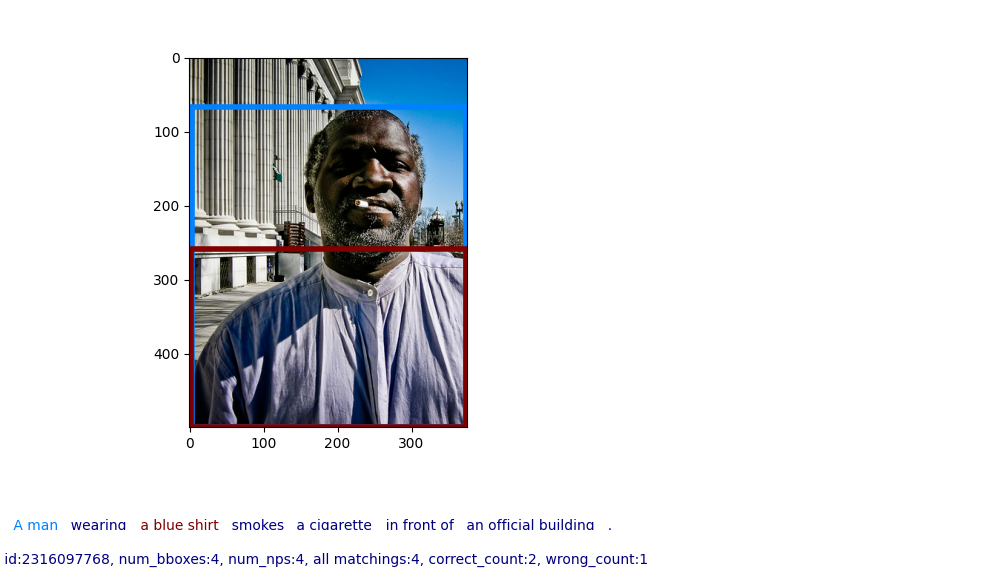 0
100
200
300
400
0 100 200 300
A man wearing a blue shirt smokes a cigarette in front of an official building .
id:2316097768, num_bboxes:4, num_nps:4, all matchings:4, correct_count:2, wrong_count:1